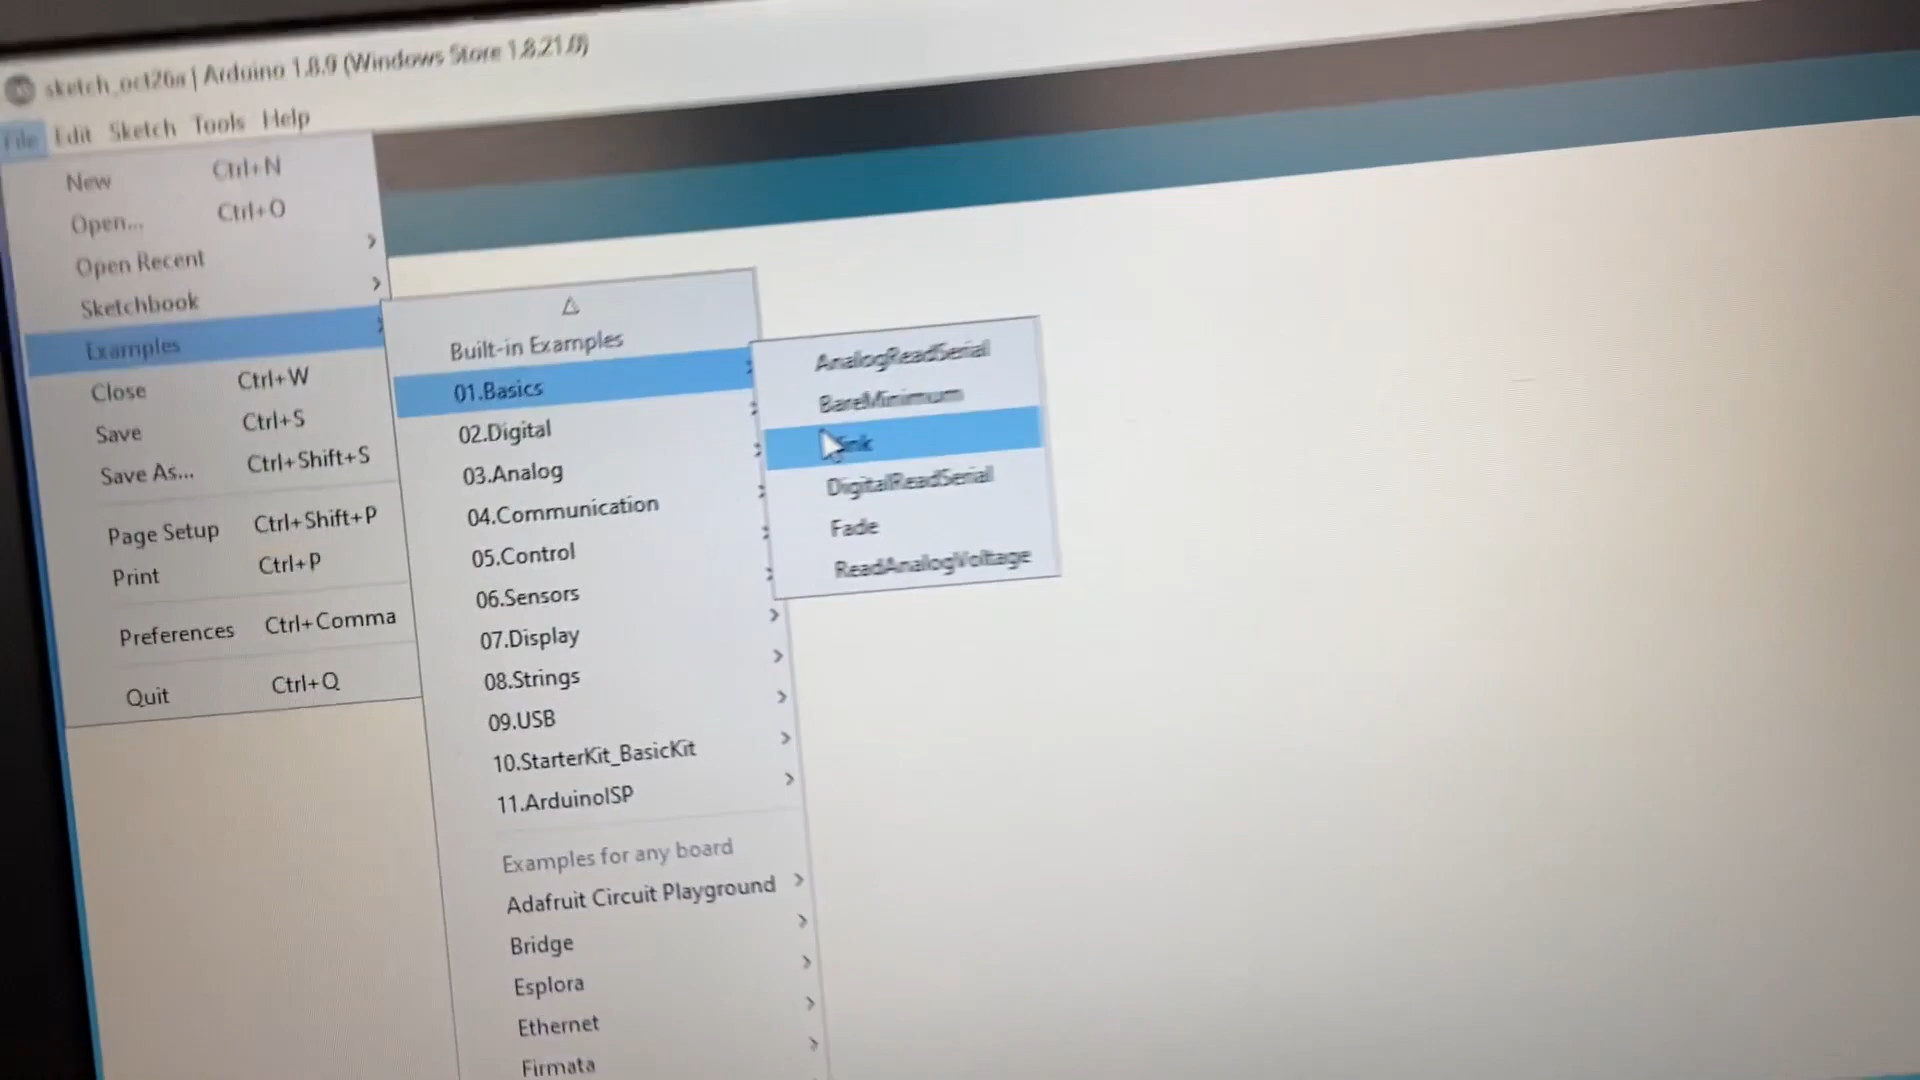 sketch_oct26a | Arduino 1.8.9 (Windows Store 1.8.21.0)
File Edit Sketch Tools Help
New Ctrl+N
Open... Ctrl+O
Open Recent
Sketchbook
Examples
Close Ctrl+W
Save Ctrl+S
Save As... Ctrl+Shift+S
Page Setup Ctrl+Shift+P
Print Ctrl+P
Preferences Ctrl+Comma
Quit Ctrl+Q
Built-in Examples
01.Basics
02.Digital
03.Analog
04.Communication
05.Control
06.Sensors
07.Display
08.Strings
09.USB
10.StarterKit_BasicKit
11.ArduinoISP
Examples for any board
Adafruit Circuit Playground
Bridge
Esplora
Ethernet
Firmata
AnalogReadSerial
BareMinimum
DigitalReadSerial
Fade
ReadAnalogVoltage